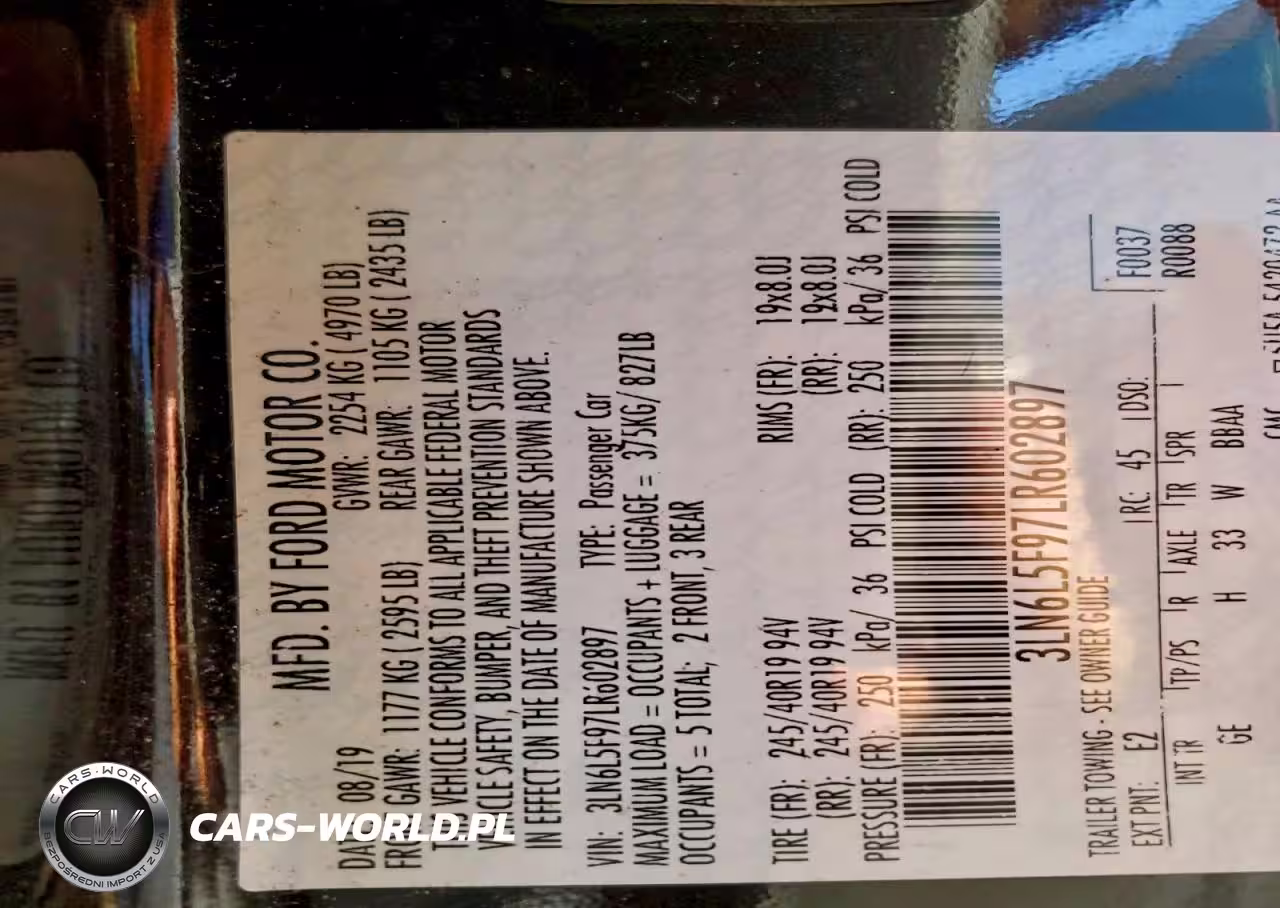 MFD. BY FORD MOTOR CO.
08/19 GVWR: 2254 KG ( 4970 LB)
GAWR: 1177 KG ( 2595 LB) REAR GAWR: 1105 KG ( 2435 LB)
VEHICLE CONFORMS TO ALL APPLICABLE FEDERAL MOTOR
VEHICLE SAFETY, BUMPER, AND THEFT PREVENTION STANDARDS
IN EFFECT ON THE DATE OF MANUFACTURE SHOWN ABOVE.
VIN: 3LN6L5F97LR602897 TYPE: Passenger Car
MAXIMUM LOAD = OCCUPANTS + LUGGAGE = 375KG/ 827LB
OCCUPANTS = 5 TOTAL; 2 FRONT, 3 REAR
TIRE (FR): 245/40R19 94V RIMS (FR): 19x8.0J
(RR): 245/40R19 94V (RR): 19x8.0J
PRESSURE (FR): 250 kPa/ 36 PSI COLD (RR): 250 kPa/ 36 PSI COLD
3LN6L5F97LR602897
TRAILER TOWING - SEE OWNER GUIDE
EXT PNT: E2 RC: 45 DSO: F0037
INT TR TP/PS R AXLE TR SPR R0088
GE H 33 W BBAA
CARS-WORLD
CW
BEZPOŚREDNI IMPORT Z USA
CARS-WORLD.PL